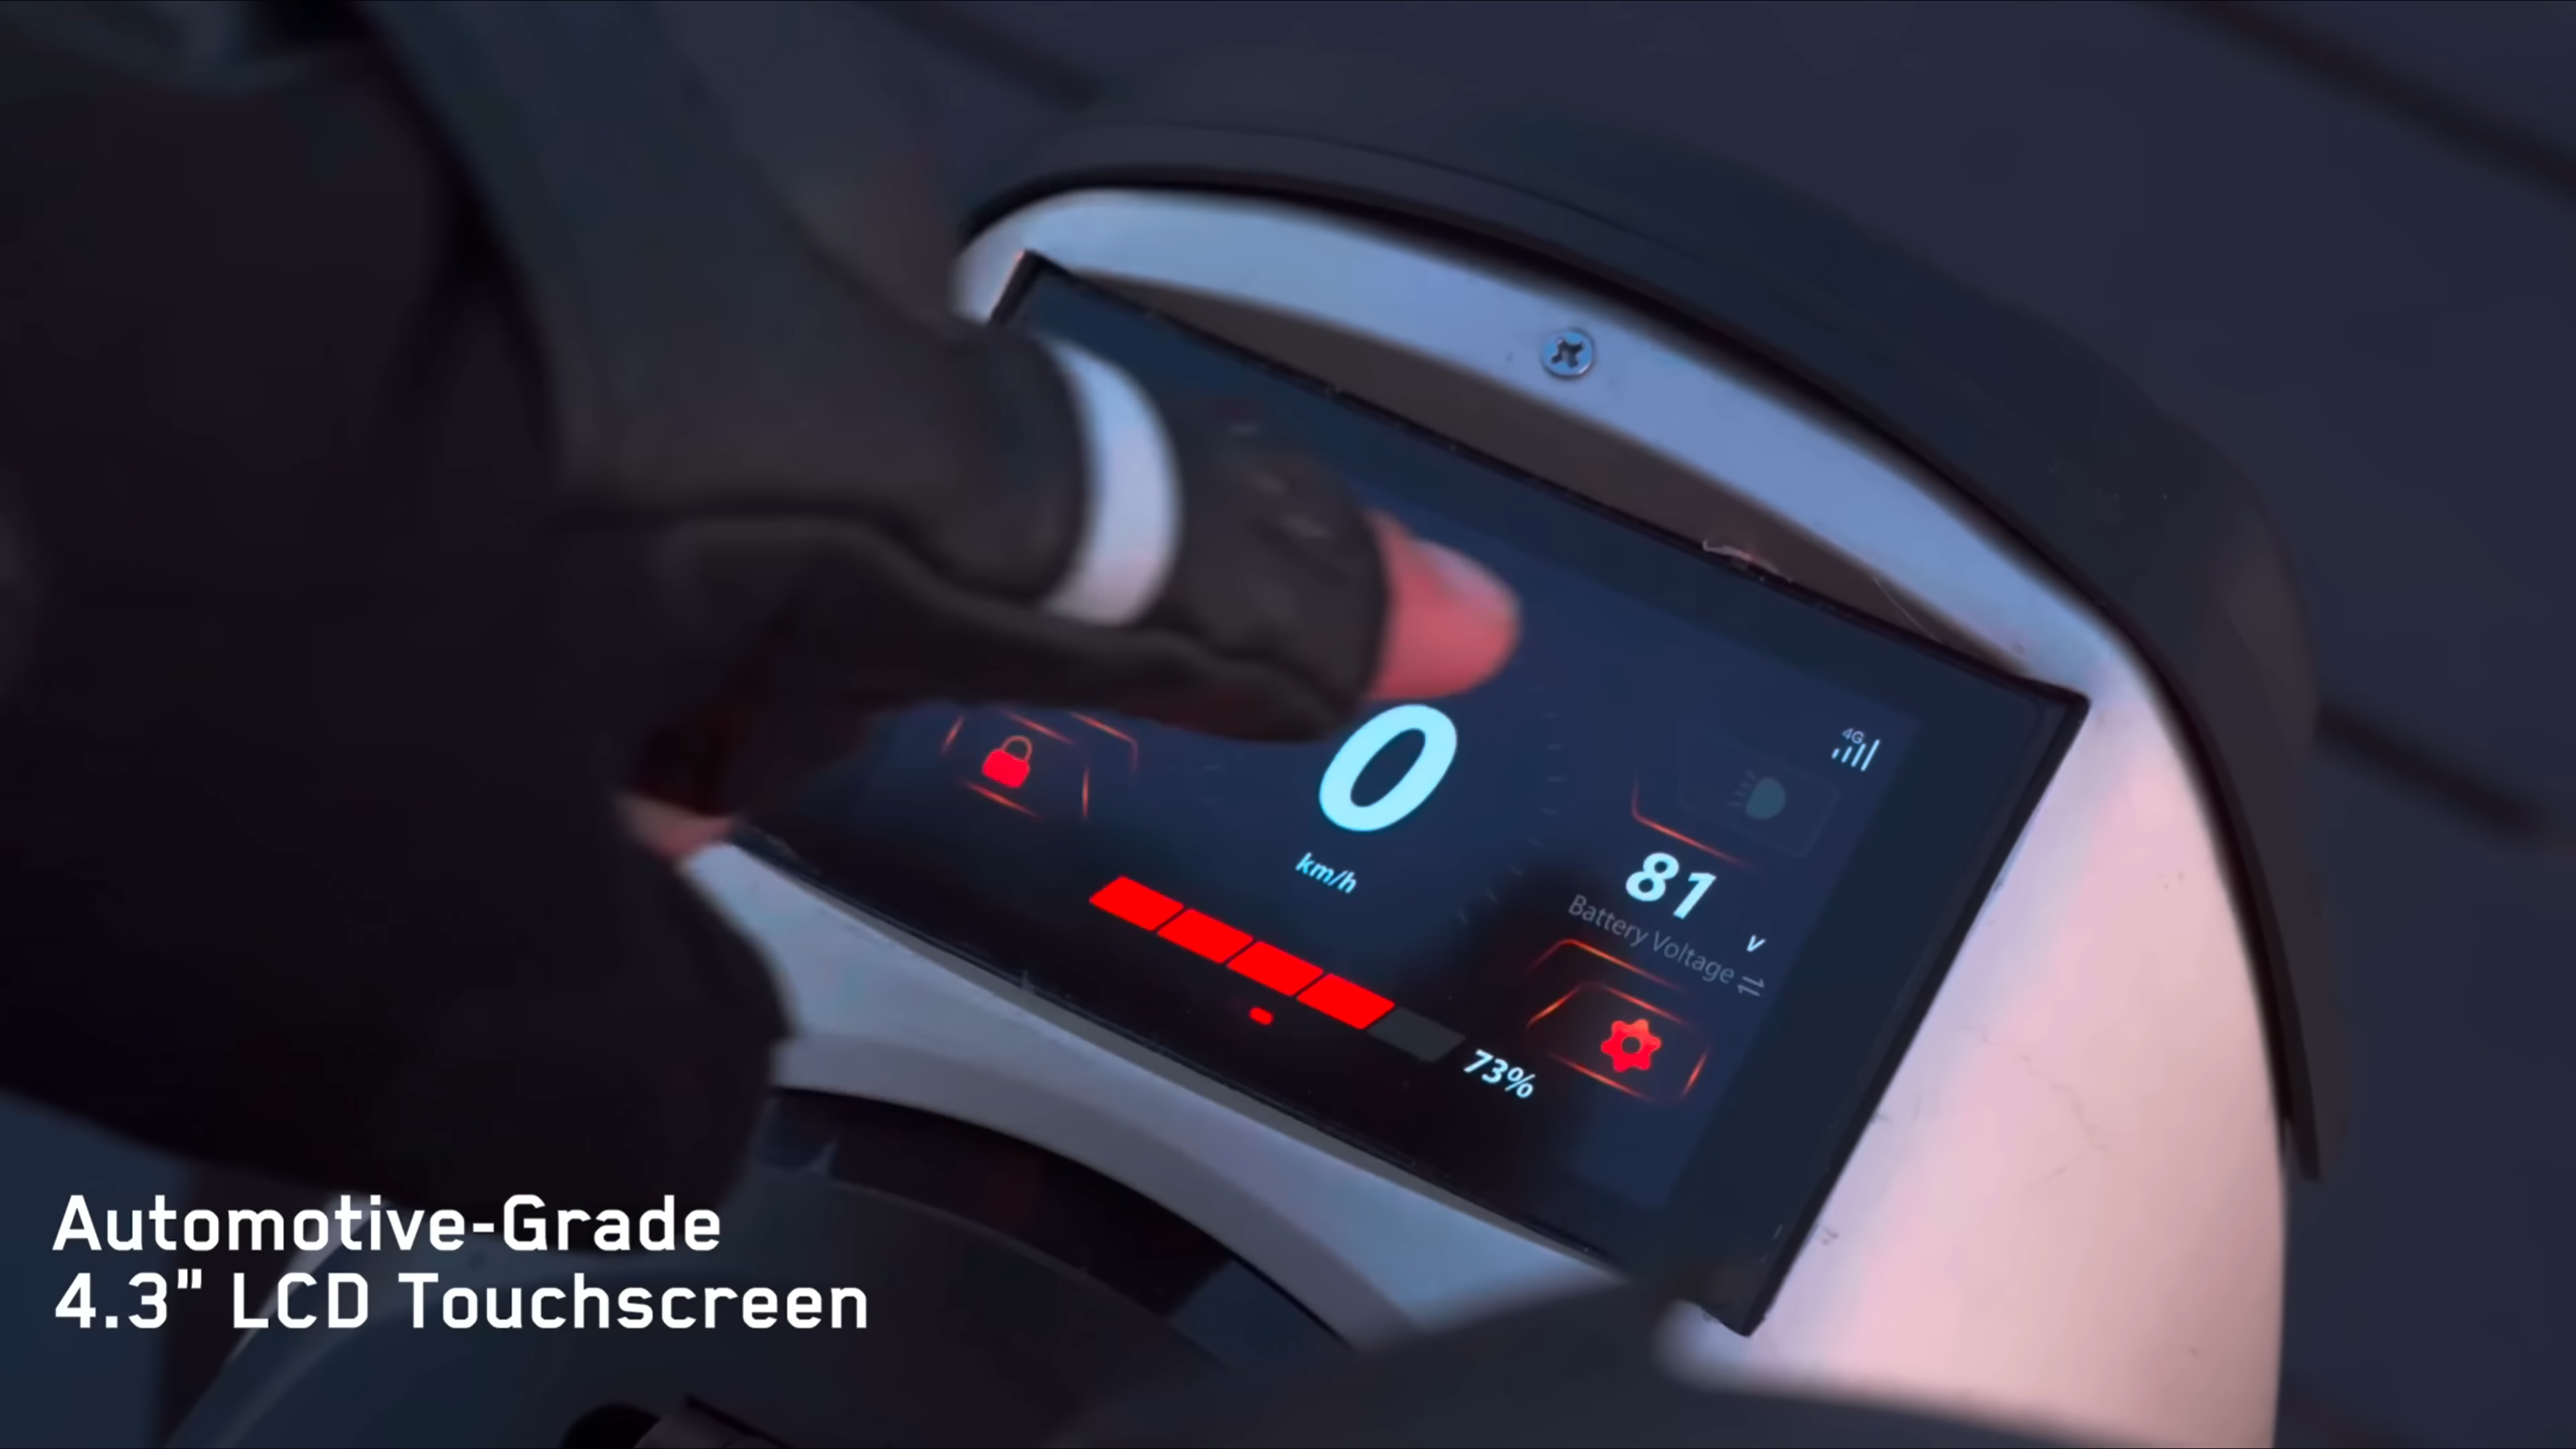 4G
0
km/h
81
v
Battery Voltage
73%
Automotive-Grade
4.3" LCD Touchscreen